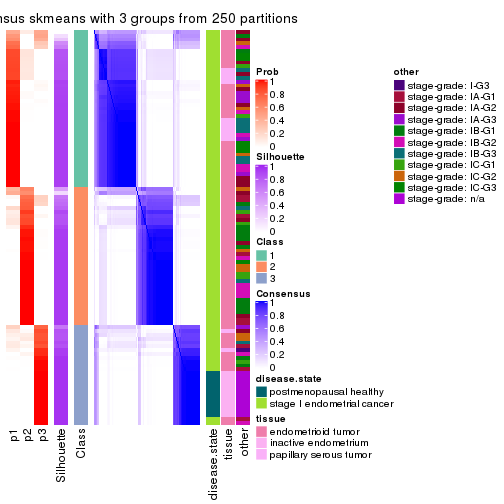 sus skmeans with 3 groups from 250 partitions
Prob
1
0.8
0.6
0.4
0.2
0
Silhouette
1
0.8
0.6
0.4
0.2
0
Class
1
2
3
Consensus
1
0.8
0.6
0.4
0.2
0
disease.state
postmenopausal healthy
stage I endometrial cancer
tissue
endometrioid tumor
inactive endometrium
papillary serous tumor
other
stage-grade: I-G3
stage-grade: IA-G1
stage-grade: IA-G2
stage-grade: IA-G3
stage-grade: IB-G1
stage-grade: IB-G2
stage-grade: IB-G3
stage-grade: IC-G1
stage-grade: IC-G2
stage-grade: IC-G3
stage-grade: n/a
p1
p2
p3
Silhouette
Class
disease.state
tissue
other